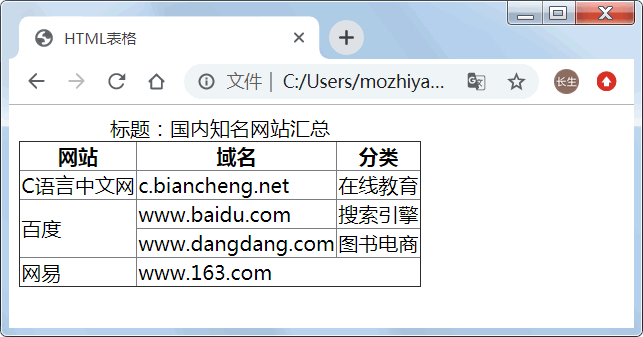 HTML表格
文件 C:/Users/mozhiya...
长生
标题：国内知名网站汇总
网站 域名 分类
C语言中文网 c.biancheng.net 在线教育
百度 www.baidu.com 搜索引擎
www.dangdang.com 图书电商
网易 www.163.com